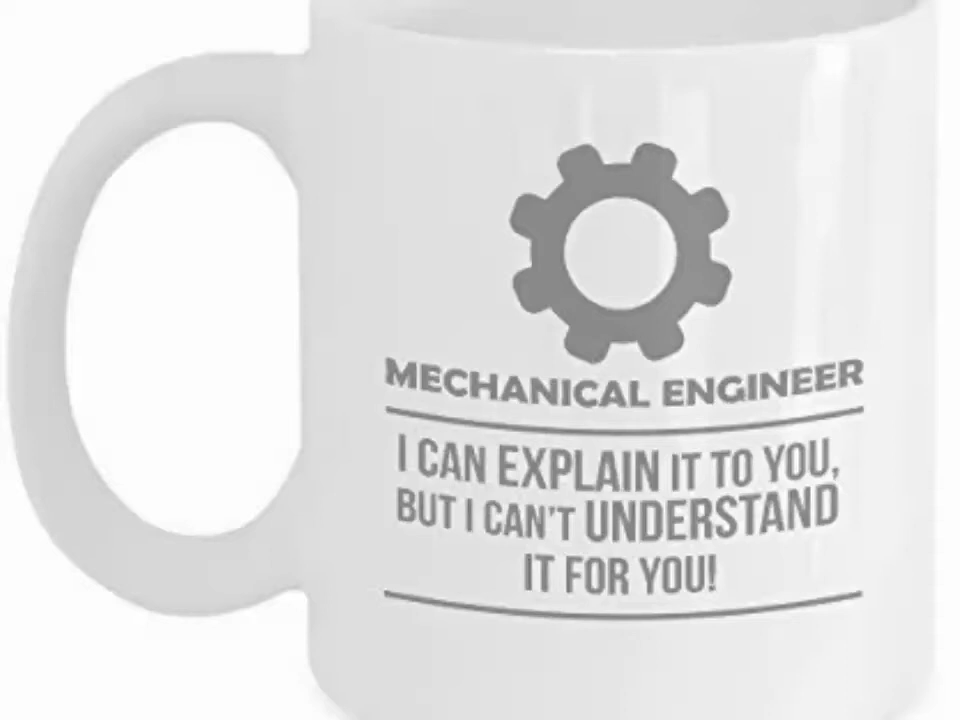 MECHANICAL ENGINEER
I CAN EXPLAIN IT TO YOU,
BUT I CAN'T UNDERSTAND
IT FOR YOU!